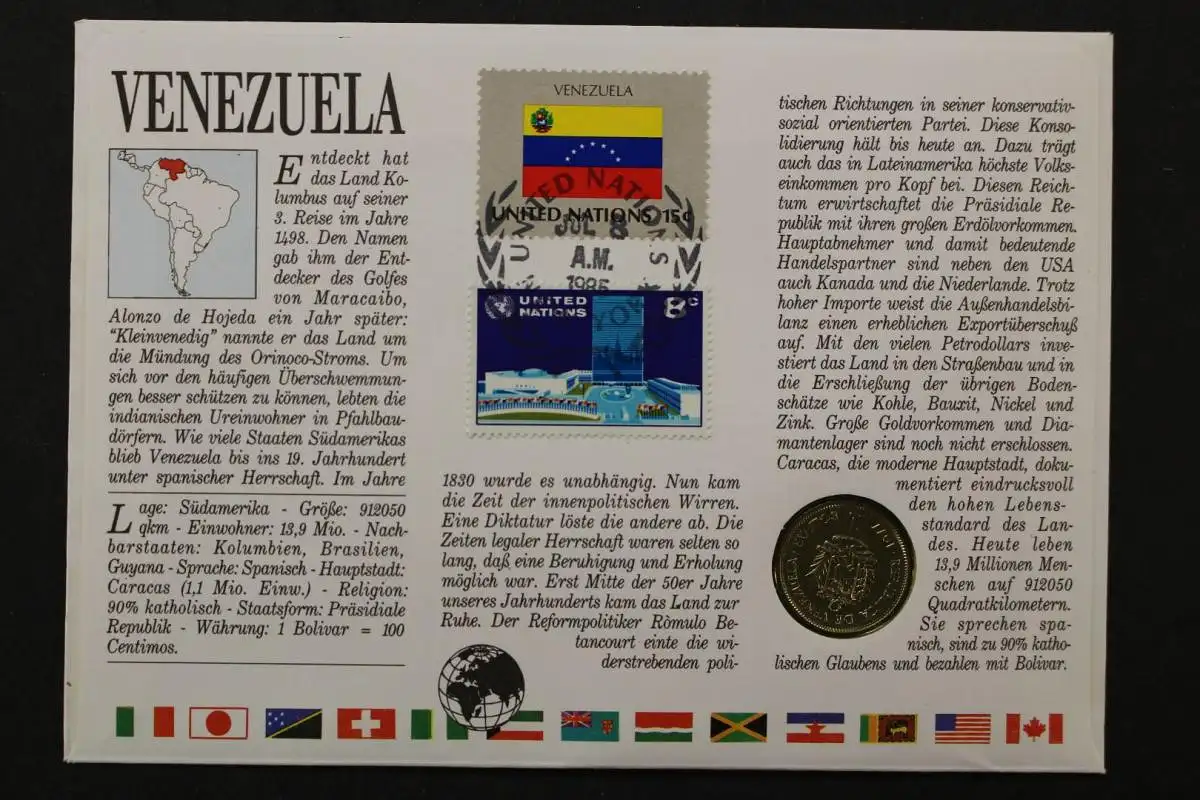 VENEZUELA
Entdeckt hat
das Land Ko-
lumbus auf seiner
3. Reise im Jahre
1498. Den Namen
gab ihm der Ent-
decker des Golfes
von Maracaibo,
Alonzo de Hojeda ein Jahr später:
"Kleinvenedig" nannte er das Land um
die Mündung des Orinoco-Stroms. Um
sich vor den häufigen Überschwemmun-
gen besser schützen zu können, lebten die
indianischen Ureinwohner in Pfahlbau-
dörfern. Wie viele Staaten Südamerikas
blieb Venezuela bis ins 19. Jahrhundert
unter spanischer Herrschaft. Im Jahre
Lage: Südamerika - Größe: 912050
qkm - Einwohner: 13,9 Mio. - Nach-
barstaaten: Kolumbien, Brasilien,
Guyana - Sprache: Spanisch - Hauptstadt:
Caracas (1,1 Mio. Einw.) - Religion:
90% katholisch - Staatsform: Präsidiale
Republik - Währung: 1 Bolivar = 100
Centimos.
VENEZUELA
UNITED NATIONS 15c
UNITED NATIONS
JUL 8
A.M.
1985
UNITED
NATIONS
8c
1830 wurde es unabhängig. Nun kam
die Zeit der innenpolitischen Wirren.
Eine Diktatur löste die andere ab. Die
Zeiten legaler Herrschaft waren selten so
lang, daß eine Beruhigung und Erholung
möglich war. Erst Mitte der 50er Jahre
unseres Jahrhunderts kam das Land zur
Ruhe. Der Reformpolitiker Ròmulo Be-
tancourt einte die wi-
derstrebenden poli-
tischen Richtungen in seiner konservativ-
sozial orientierten Partei. Diese Konso-
lidierung hält bis heute an. Dazu trägt
auch das in Lateinamerika höchste Volks-
einkommen pro Kopf bei. Diesen Reich-
tum erwirtschaftet die Präsidiale Re-
publik mit ihren großen Erdölvorkommen.
Hauptabnehmer und damit bedeutende
Handelspartner sind neben den USA
auch Kanada und die Niederlande. Trotz
hoher Importe weist die Außenhandelsbi-
lanz einen erheblichen Exportüberschuß
auf. Mit den vielen Petrodollars inve-
stiert das Land in den Straßenbau und in
die Erschließung der übrigen Boden-
schätze wie Kohle, Bauxit, Nickel und
Zink. Große Goldvorkommen und Dia-
mantenlager sind noch nicht erschlossen.
Caracas, die moderne Hauptstadt, doku-
mentiert eindrucksvoll
den hohen Lebens-
standard des Lan-
des. Heute leben
13,9 Millionen Men-
schen auf 912050
Quadratkilometern.
Sie sprechen spa-
nisch, sind zu 90% katho-
lischen Glaubens und bezahlen mit Bolivar.